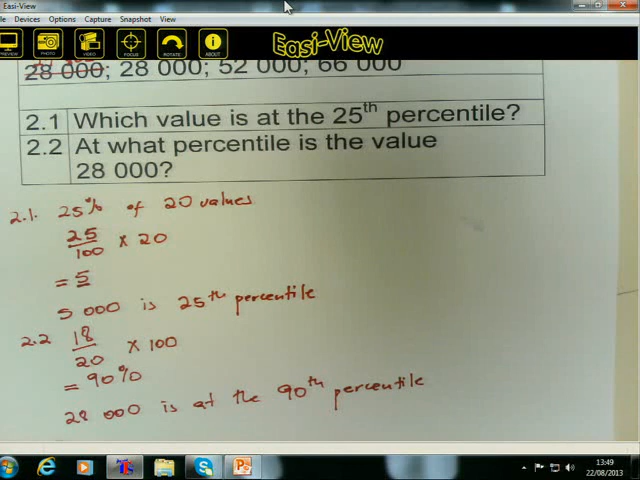 Easi-View
File Devices Options Capture Snapshot View
PREVIEW PHOTO VIDEO FOCUS ROTATE ABOUT
Easi-View
28 000; 28 000; 52 000; 66 000
2.1 Which value is at the 25th percentile?
2.2 At what percentile is the value
28 000?
2.1. 25% of 20 values
25
100 × 20
= 5
5 000 is 25th percentile
2.2 18
20 × 100
= 90%
28 000 is at the 90th percentile
13:49
22/08/2013